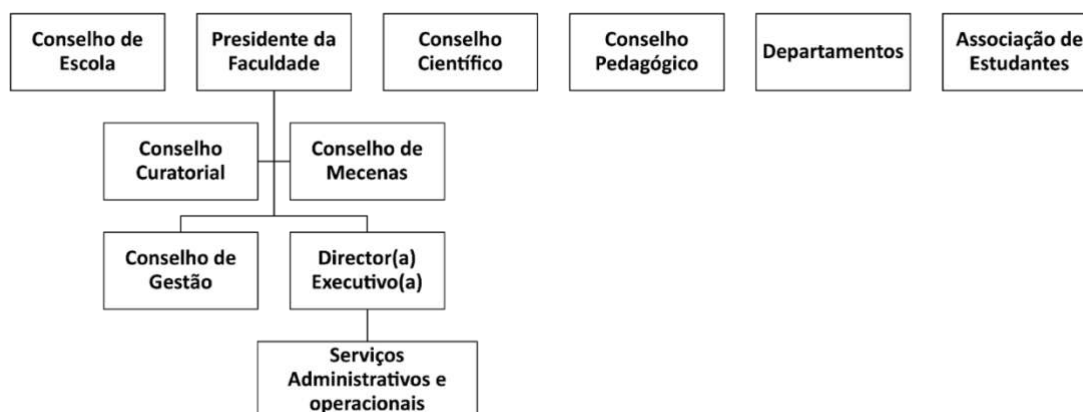 Conselho de
Escola
Presidente da
Faculdade
Conselho
Científico
Conselho
Pedagógico
Departamentos
Associação de
Estudantes
Conselho
Curatorial
Conselho de
Mecenas
Conselho de
Gestão
Director(a)
Executivo(a)
Serviços
Administrativos e
operacionais